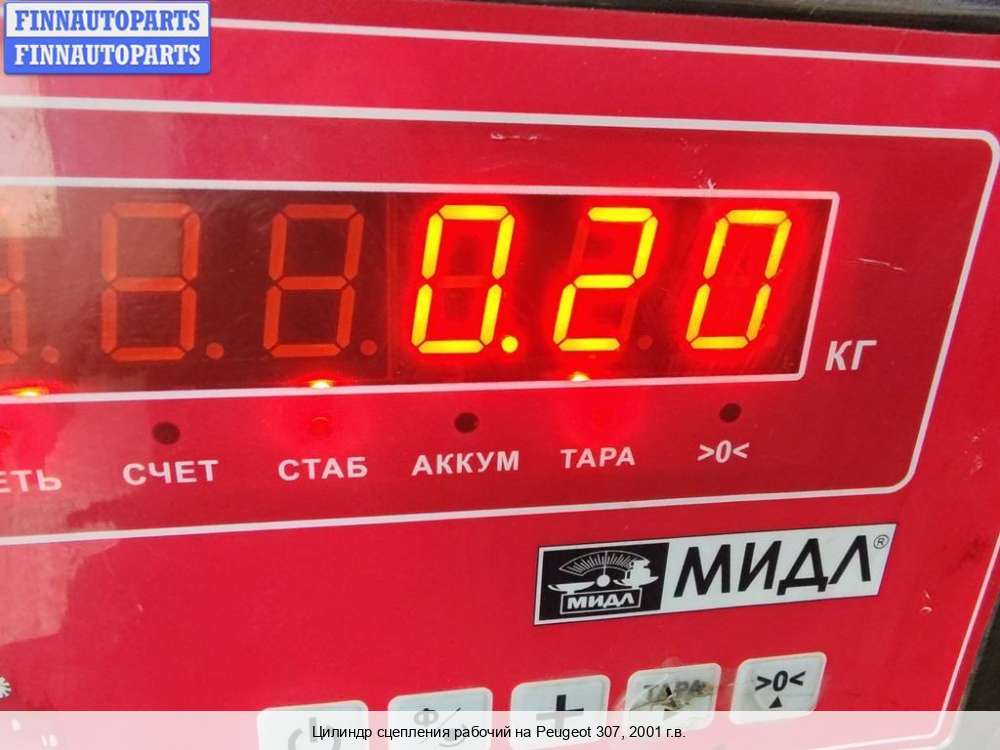 FINNAUTOPARTS
FINNAUTOPARTS
0.20
КГ
СЧЕТ СТАБ АККУМ ТАРА >0<
МИДЛ МИДЛ®
+ ТАРА >0<
Цилиндр сцепления рабочий на Peugeot 307, 2001 г.в.